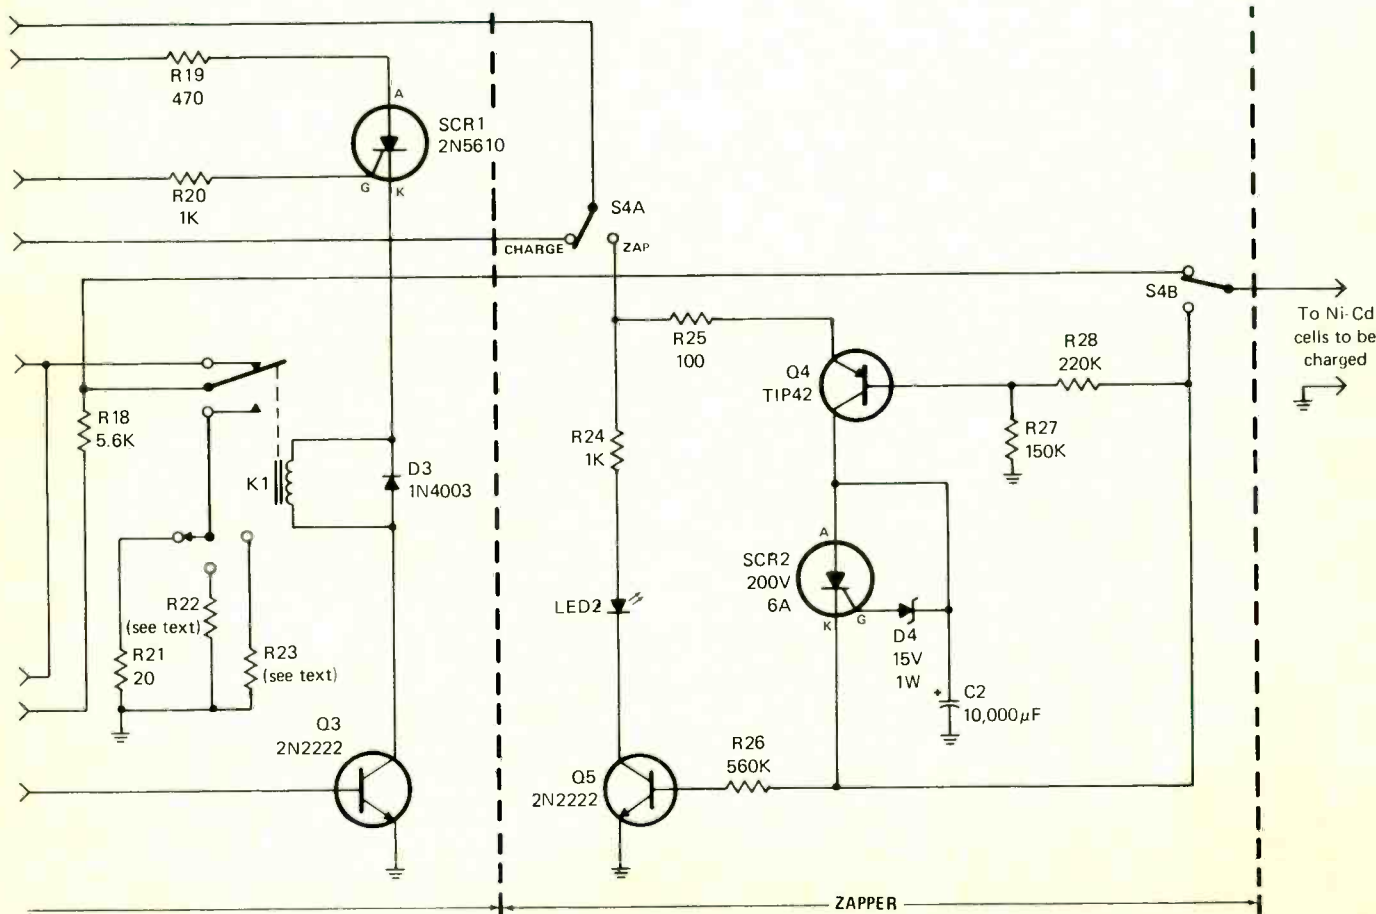 R19
470
A
SCR1
2N5610
R20
1K
G
K
S4A
CHARGE
ZAP
S4B
To Ni-Cd
cells to be
charged
R18
5.6K
R25
100
Q4
TIP42
R28
220K
R27
150K
R24
1K
K1
D3
1N4003
A
SCR2
200V
6A
K
G
D4
15V
1W
LED2
R22
(see text)
R21
20
R23
(see text)
+
C2
10,000µF
Q3
2N2222
Q5
2N2222
R26
560K
ZAPPER